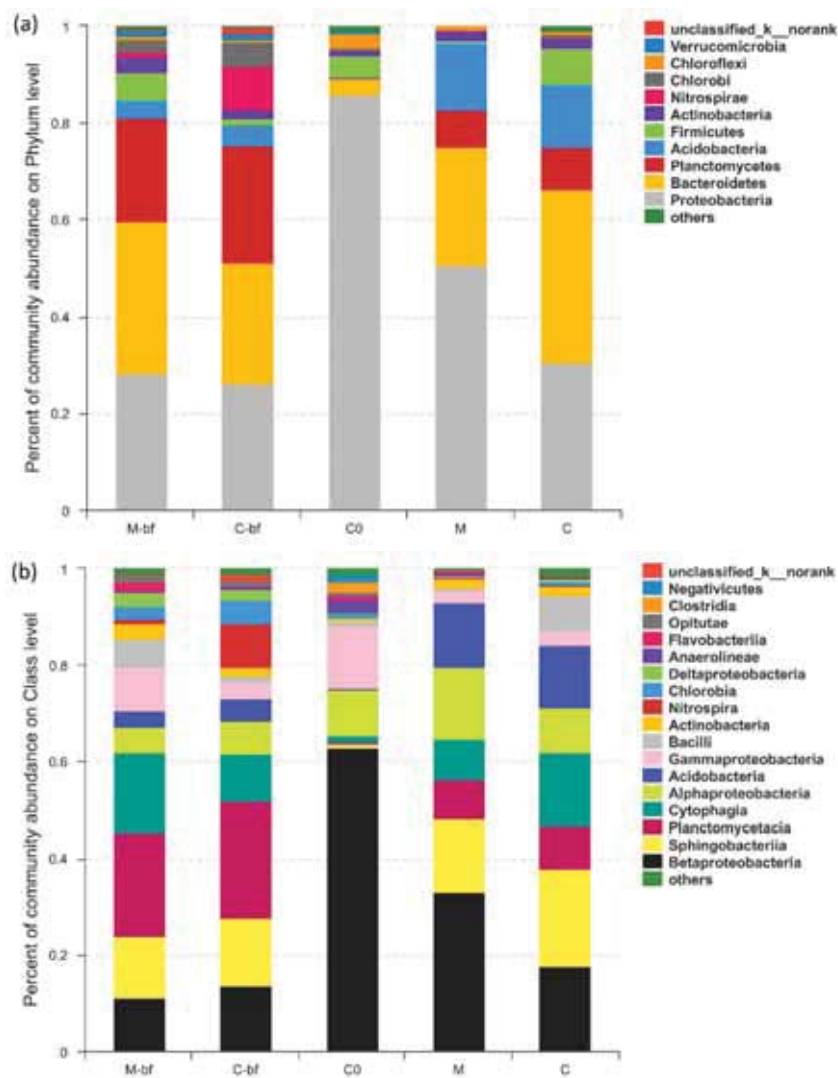 (a)
Percent of community abundance on Phylum level
1
0.8
0.6
0.4
0.2
0
M-bf
C-bf
C0
M
C
unclassified_k__norank
Verrucomicrobia
Chloroflexi
Chlorobi
Nitrospirae
Actinobacteria
Firmicutes
Acidobacteria
Planctomycetes
Bacteroidetes
Proteobacteria
others
(b)
Percent of community abundance on Class level
1
0.8
0.6
0.4
0.2
0
M-bf
C-bf
C0
M
C
unclassified_k__norank
Negativicutes
Clostridia
Opitutae
Flavobacteriia
Anaerolineae
Deltaproteobacteria
Chlorobia
Nitrospira
Actinobacteria
Bacilli
Gammaproteobacteria
Acidobacteria
Alphaproteobacteria
Cytophagia
Planctomycetacia
Sphingobacteriia
Betaproteobacteria
others